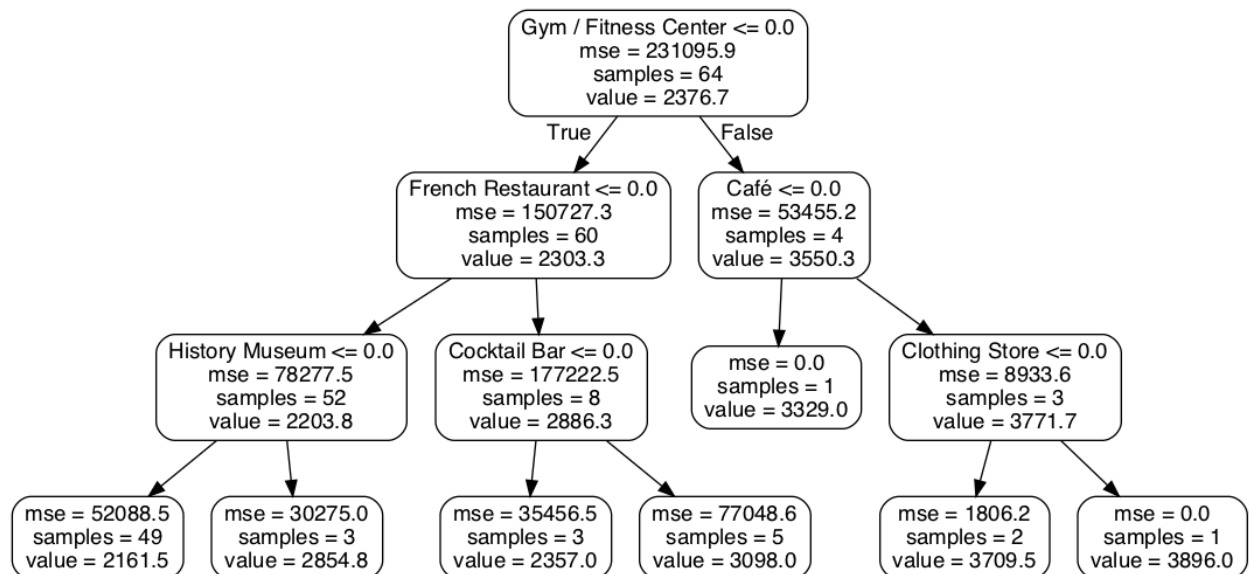 Gym / Fitness Center <= 0.0
mse = 231095.9
samples = 64
value = 2376.7
True
False
French Restaurant <= 0.0
mse = 150727.3
samples = 60
value = 2303.3
Café <= 0.0
mse = 53455.2
samples = 4
value = 3550.3
History Museum <= 0.0
mse = 78277.5
samples = 52
value = 2203.8
Cocktail Bar <= 0.0
mse = 177222.5
samples = 8
value = 2886.3
mse = 0.0
samples = 1
value = 3329.0
Clothing Store <= 0.0
mse = 8933.6
samples = 3
value = 3771.7
mse = 52088.5
samples = 49
value = 2161.5
mse = 30275.0
samples = 3
value = 2854.8
mse = 35456.5
samples = 3
value = 2357.0
mse = 77048.6
samples = 5
value = 3098.0
mse = 1806.2
samples = 2
value = 3709.5
mse = 0.0
samples = 1
value = 3896.0